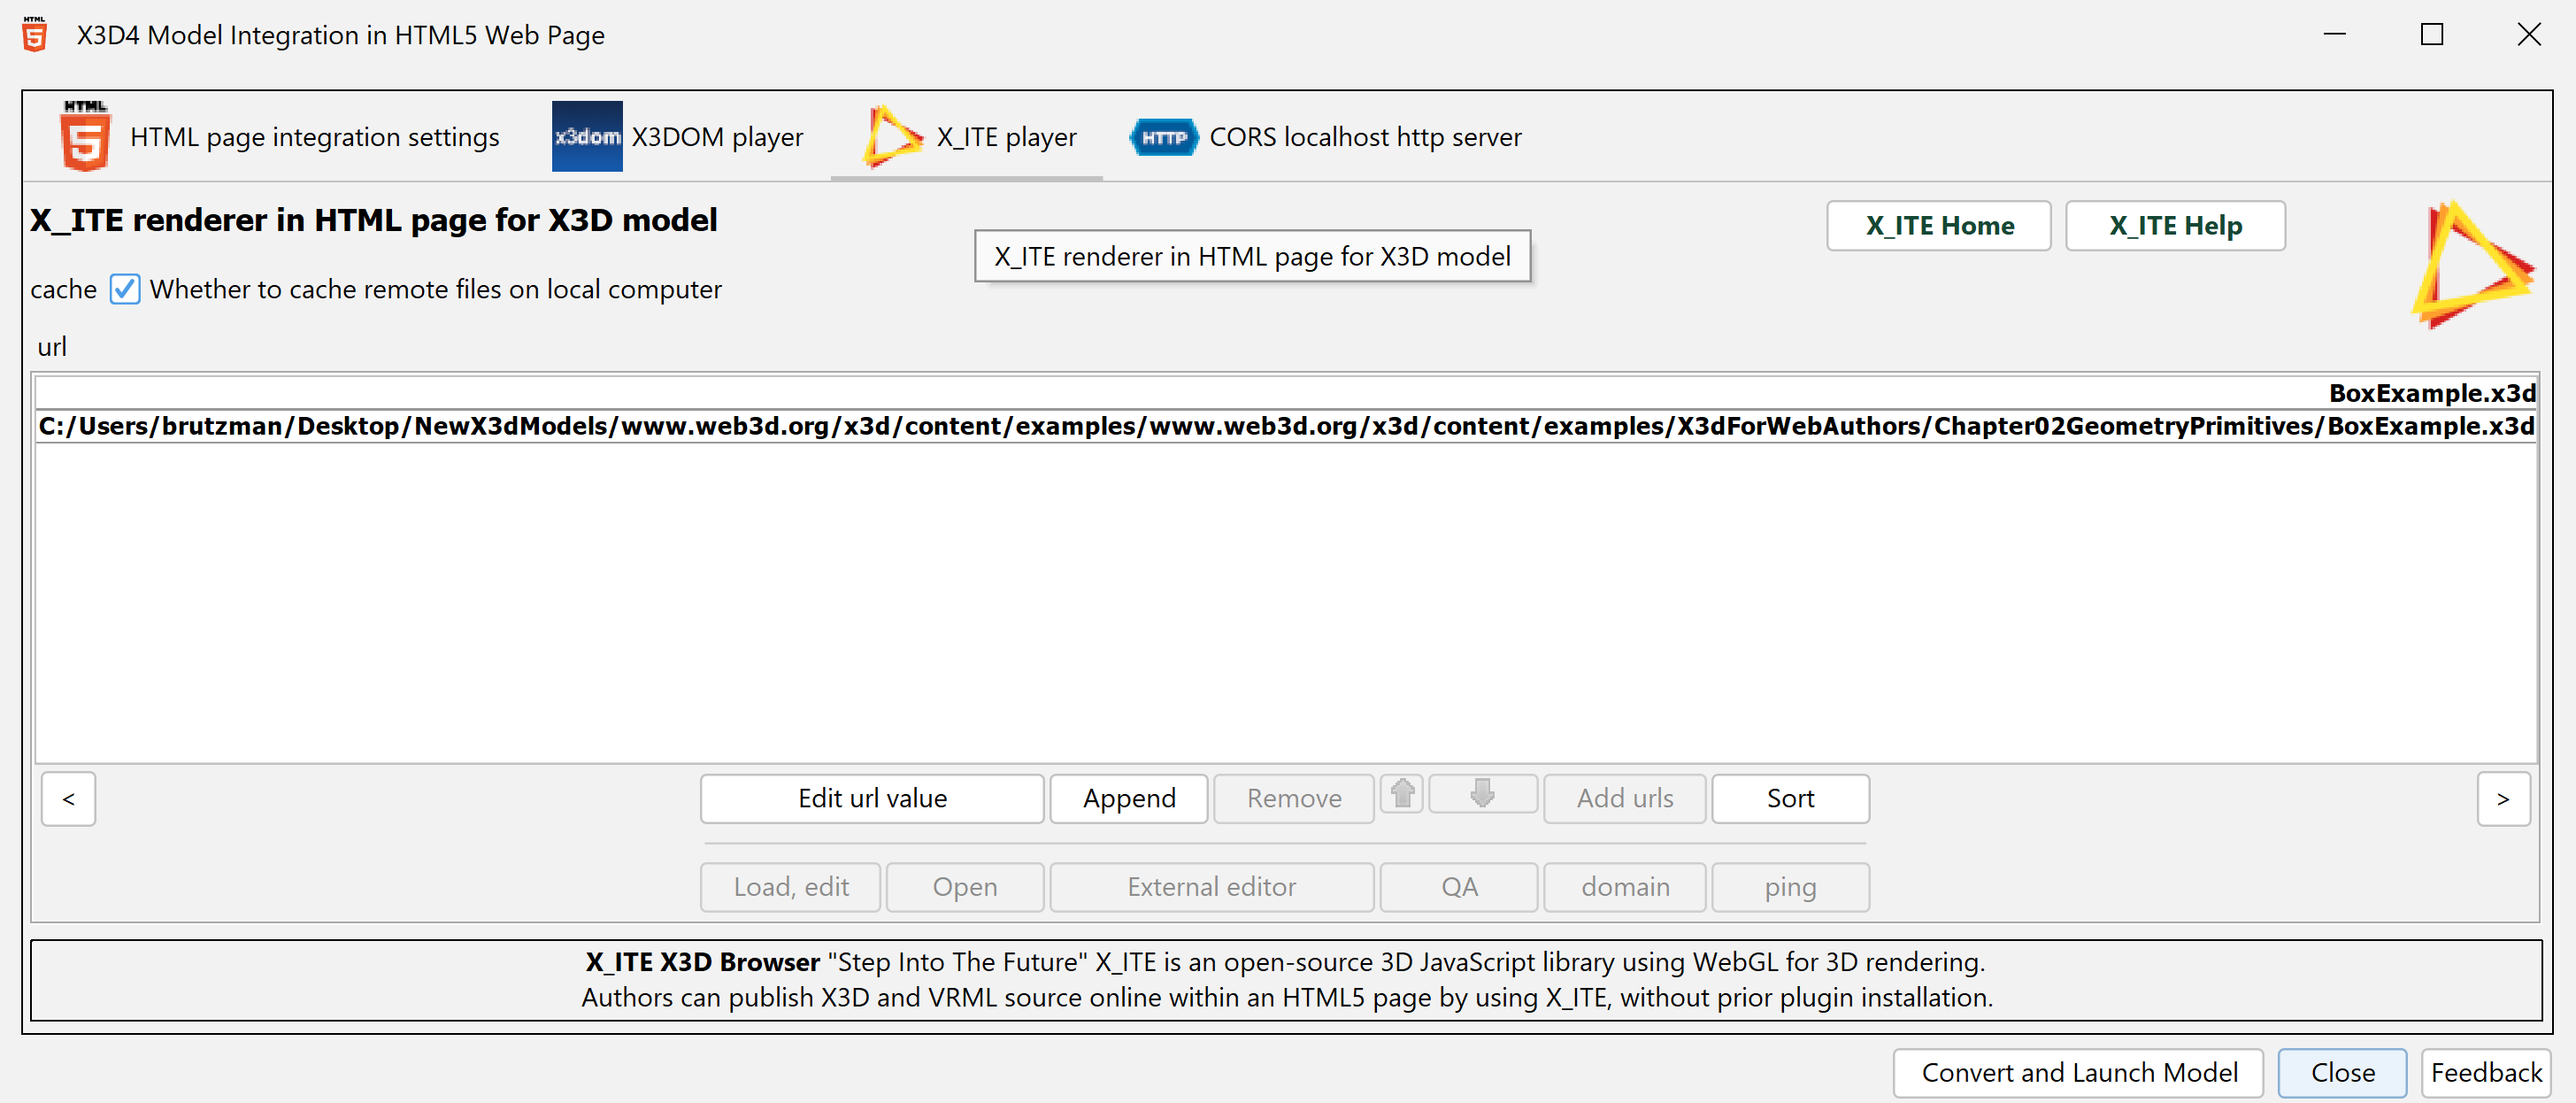 HTML
5
X3D4 Model Integration in HTML5 Web Page
HTML
5
HTML page integration settings
x3dom
X3DOM player
X_ITE player
HTTP
CORS localhost http server
X_ITE renderer in HTML page for X3D model
X_ITE Home
X_ITE Help
X_ITE renderer in HTML page for X3D model
cache
Whether to cache remote files on local computer
url
BoxExample.x3d
C:/Users/brutzman/Desktop/NewX3dModels/www.web3d.org/x3d/content/examples/www.web3d.org/x3d/content/examples/X3dForWebAuthors/Chapter02GeometryPrimitives/BoxExample.x3d
<
Edit url value
Append
Remove
Add urls
Sort
>
Load, edit
Open
External editor
QA
domain
ping
X_ITE X3D Browser "Step Into The Future" X_ITE is an open-source 3D JavaScript library using WebGL for 3D rendering.
Authors can publish X3D and VRML source online within an HTML5 page by using X_ITE, without prior plugin installation.
Convert and Launch Model
Close
Feedback